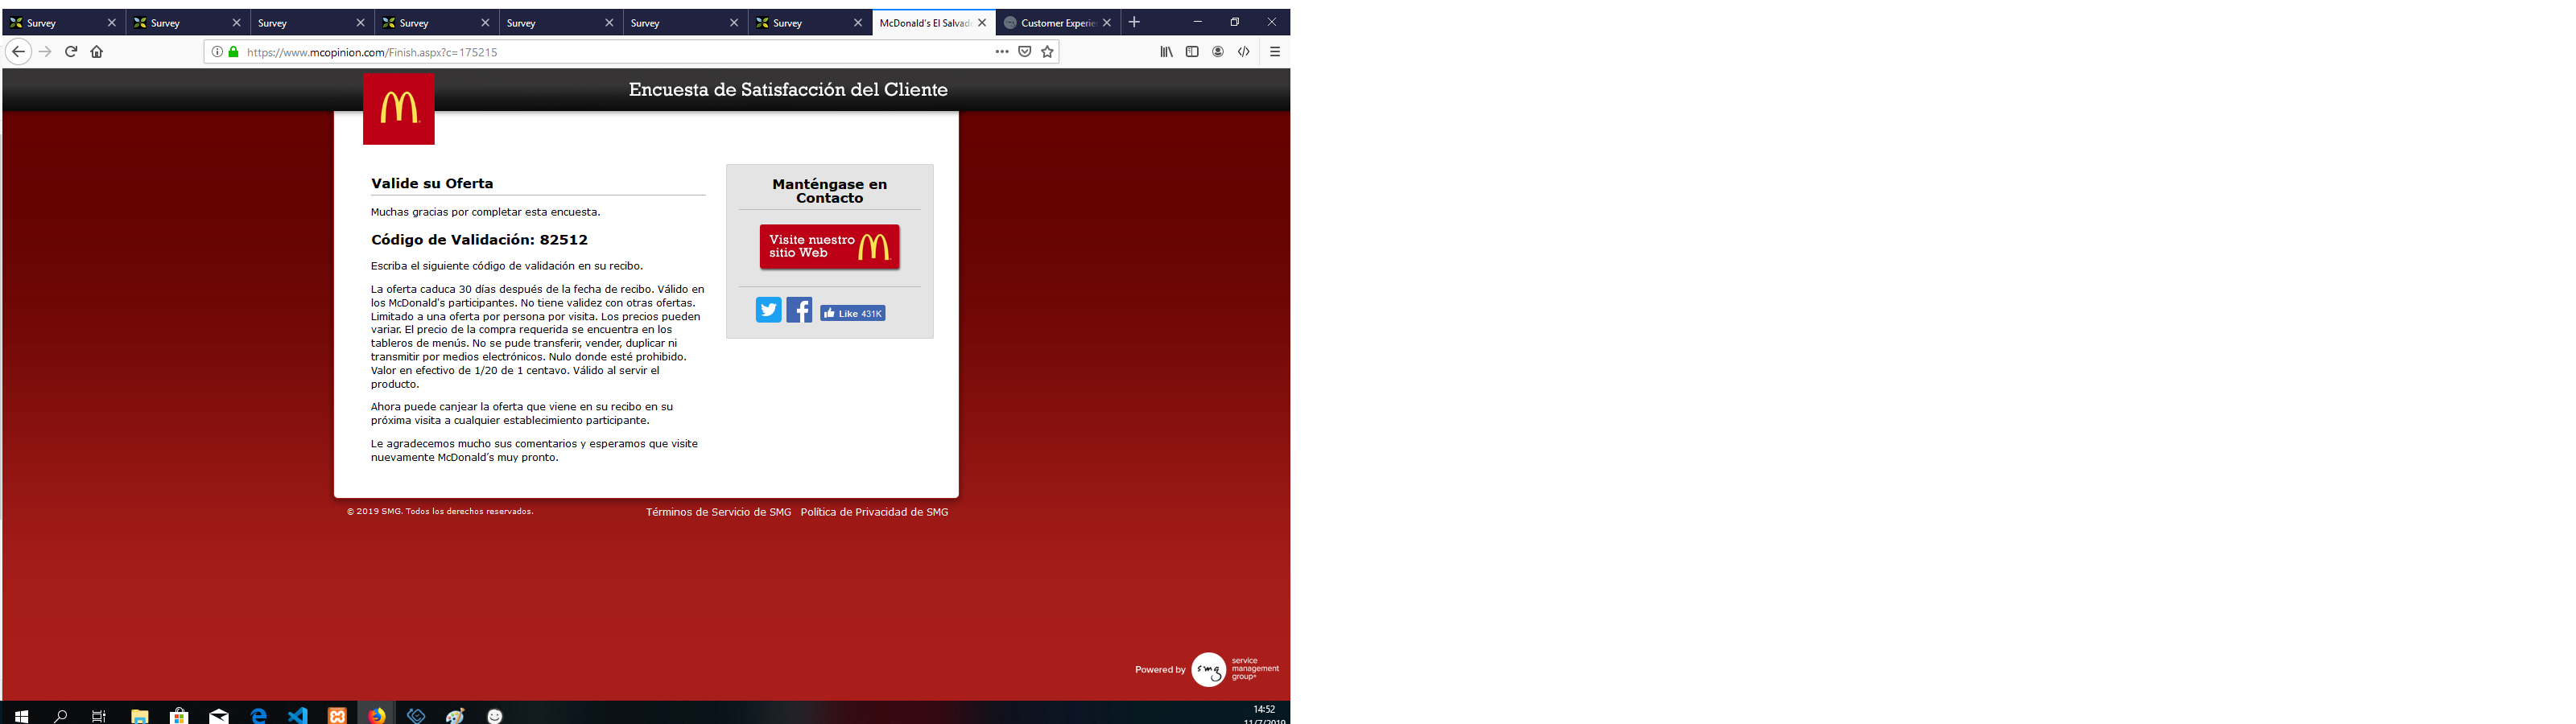 Survey
Survey
Survey
Survey
Survey
Survey
Survey
McDonald's El Salvado
Customer Experie
https://www.mcopinion.com/Finish.aspx?c=175215
Encuesta de Satisfacción del Cliente
Valide su Oferta
Muchas gracias por completar esta encuesta.
Código de Validación: 82512
Escriba el siguiente código de validación en su recibo.
La oferta caduca 30 días después de la fecha de recibo. Válido en
los McDonald's participantes. No tiene validez con otras ofertas.
Limitado a una oferta por persona por visita. Los precios pueden
variar. El precio de la compra requerida se encuentra en los
tableros de menús. No se pude transferir, vender, duplicar ni
transmitir por medios electrónicos. Nulo donde esté prohibido.
Valor en efectivo de 1/20 de 1 centavo. Válido al servir el
producto.
Ahora puede canjear la oferta que viene en su recibo en su
próxima visita a cualquier establecimiento participante.
Le agradecemos mucho sus comentarios y esperamos que visite
nuevamente McDonald's muy pronto.
Manténgase en
Contacto
Visite nuestro
sitio Web
Like 431K
© 2019 SMG. Todos los derechos reservados.
Términos de Servicio de SMG
Política de Privacidad de SMG
Powered by
smg
service
management
group
14:52
11/7/2019